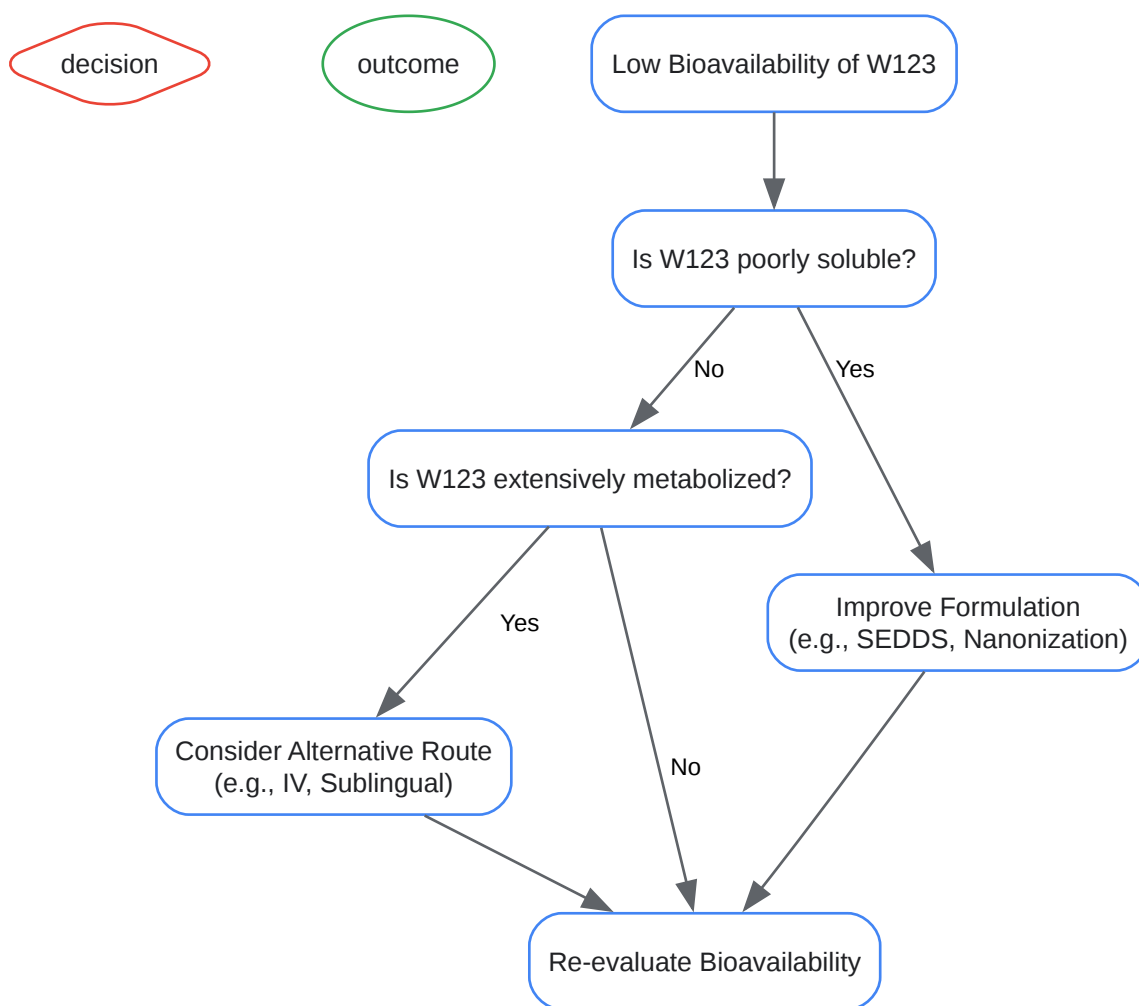 decision
outcome
Low Bioavailability of W123
Is W123 poorly soluble?
No
Yes
Is W123 extensively metabolized?
Improve Formulation
(e.g., SEDDS, Nanonization)
Yes
Consider Alternative Route
(e.g., IV, Sublingual)
No
Re-evaluate Bioavailability